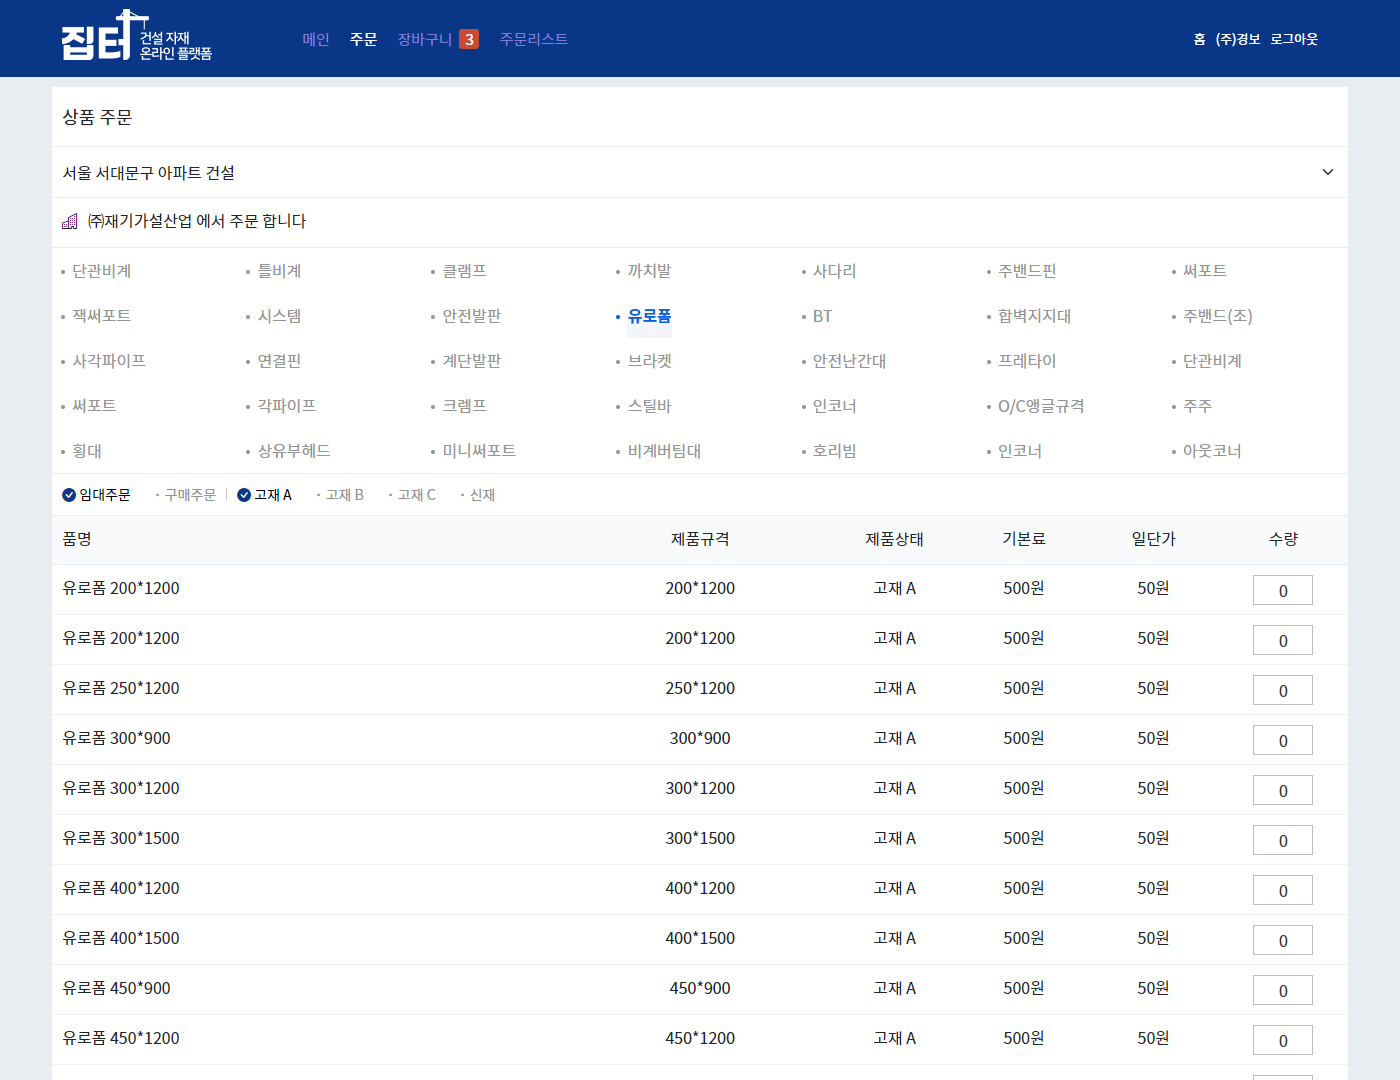 집터 건설 자재 온라인 플랫폼
메인 주문 장바구니 3 주문리스트
홈 (주)경보 로그아웃
상품 주문
서울 서대문구 아파트 건설
㈜재기가설산업 에서 주문 합니다
단관비계 틀비계 클램프 까치발 사다리 주밴드핀 써포트
잭써포트 시스템 안전발판 유로폼 BT 합벽지지대 주밴드(조)
사각파이프 연결핀 계단발판 브라켓 안전난간대 프레타이 단관비계
써포트 각파이프 크렘프 스틸바 인코너 O/C앵글규격 주주
횡대 상유부헤드 미니써포트 비계버팀대 호리빔 인코너 아웃코너
임대주문 구매주문 고재 A 고재 B 고재 C 신재
품명 제품규격 제품상태 기본료 일단가 수량
유로폼 200*1200 200*1200 고재 A 500원 50원 0
유로폼 200*1200 200*1200 고재 A 500원 50원 0
유로폼 250*1200 250*1200 고재 A 500원 50원 0
유로폼 300*900 300*900 고재 A 500원 50원 0
유로폼 300*1200 300*1200 고재 A 500원 50원 0
유로폼 300*1500 300*1500 고재 A 500원 50원 0
유로폼 400*1200 400*1200 고재 A 500원 50원 0
유로폼 400*1500 400*1500 고재 A 500원 50원 0
유로폼 450*900 450*900 고재 A 500원 50원 0
유로폼 450*1200 450*1200 고재 A 500원 50원 0